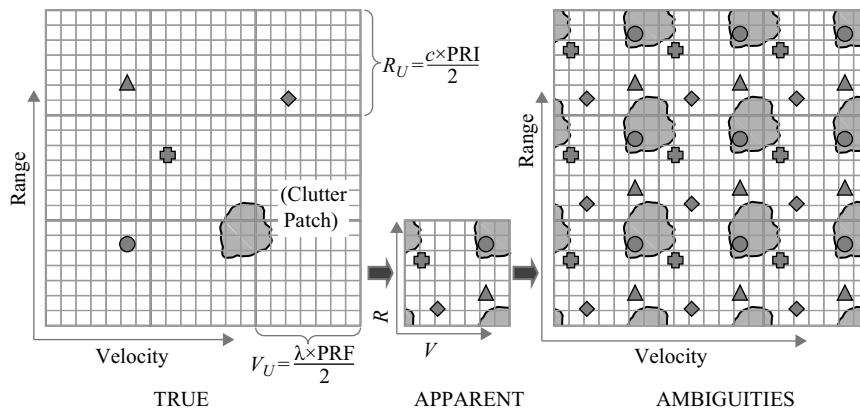 R_U = c×PRI / 2
Range
(Clutter
Patch)
Velocity
V_U = λ×PRF / 2
R
V
Range
Velocity
TRUE
APPARENT
AMBIGUITIES